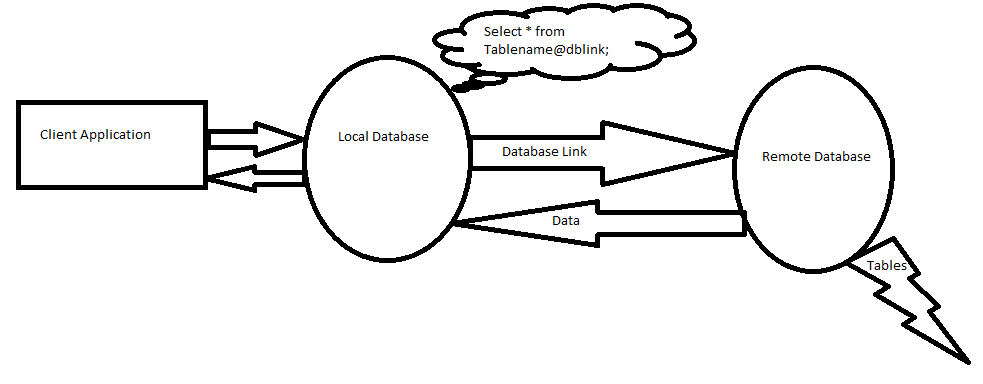 Select * from
Tablename@dblink;
Client Application
Local Database
Database Link
Remote Database
Data
Tables